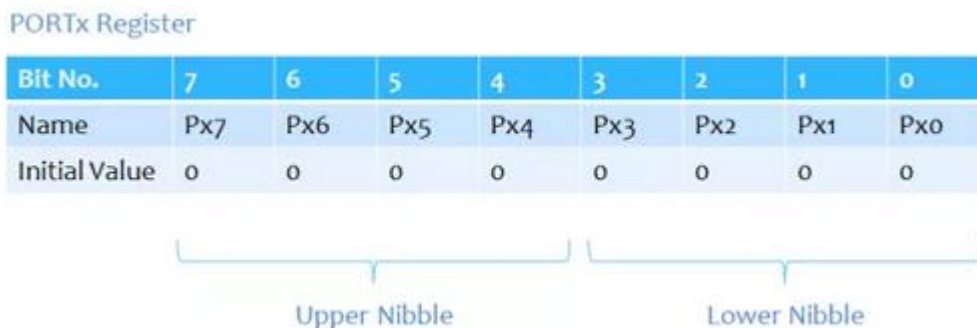 PORTx Register
Bit No. 7 6 5 4 3 2 1 0
Name Px7 Px6 Px5 Px4 Px3 Px2 Px1 Px0
Initial Value 0 0 0 0 0 0 0 0
Upper Nibble Lower Nibble